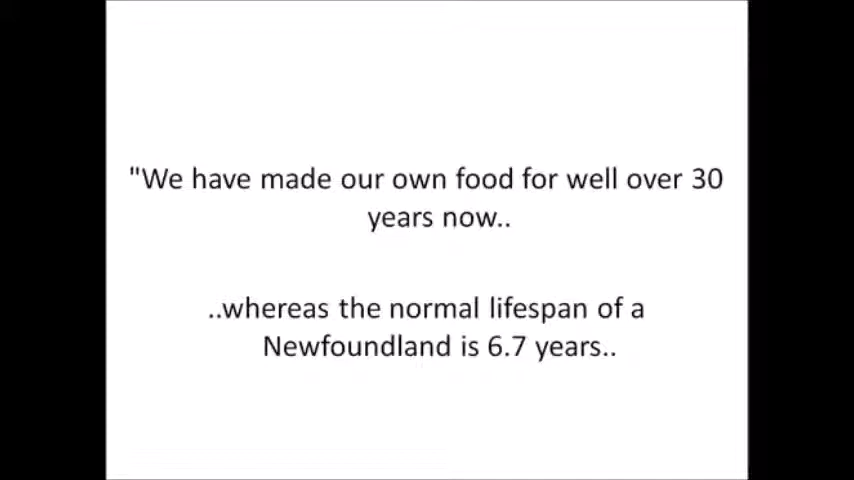 "We have made our own food for well over 30
years now..
..whereas the normal lifespan of a
Newfoundland is 6.7 years..